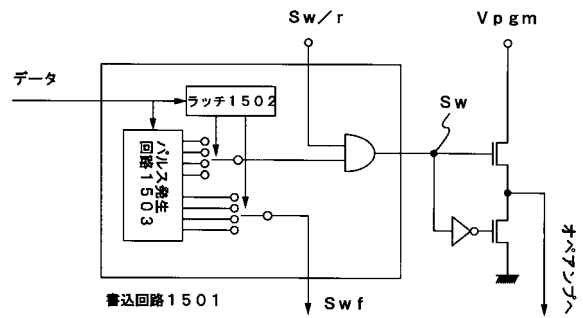 Sw/r
Vpgm
データ
ラッチ1502
Sw
パルス発生
回路1503
オペアンプへ
書込回路1501
Swf